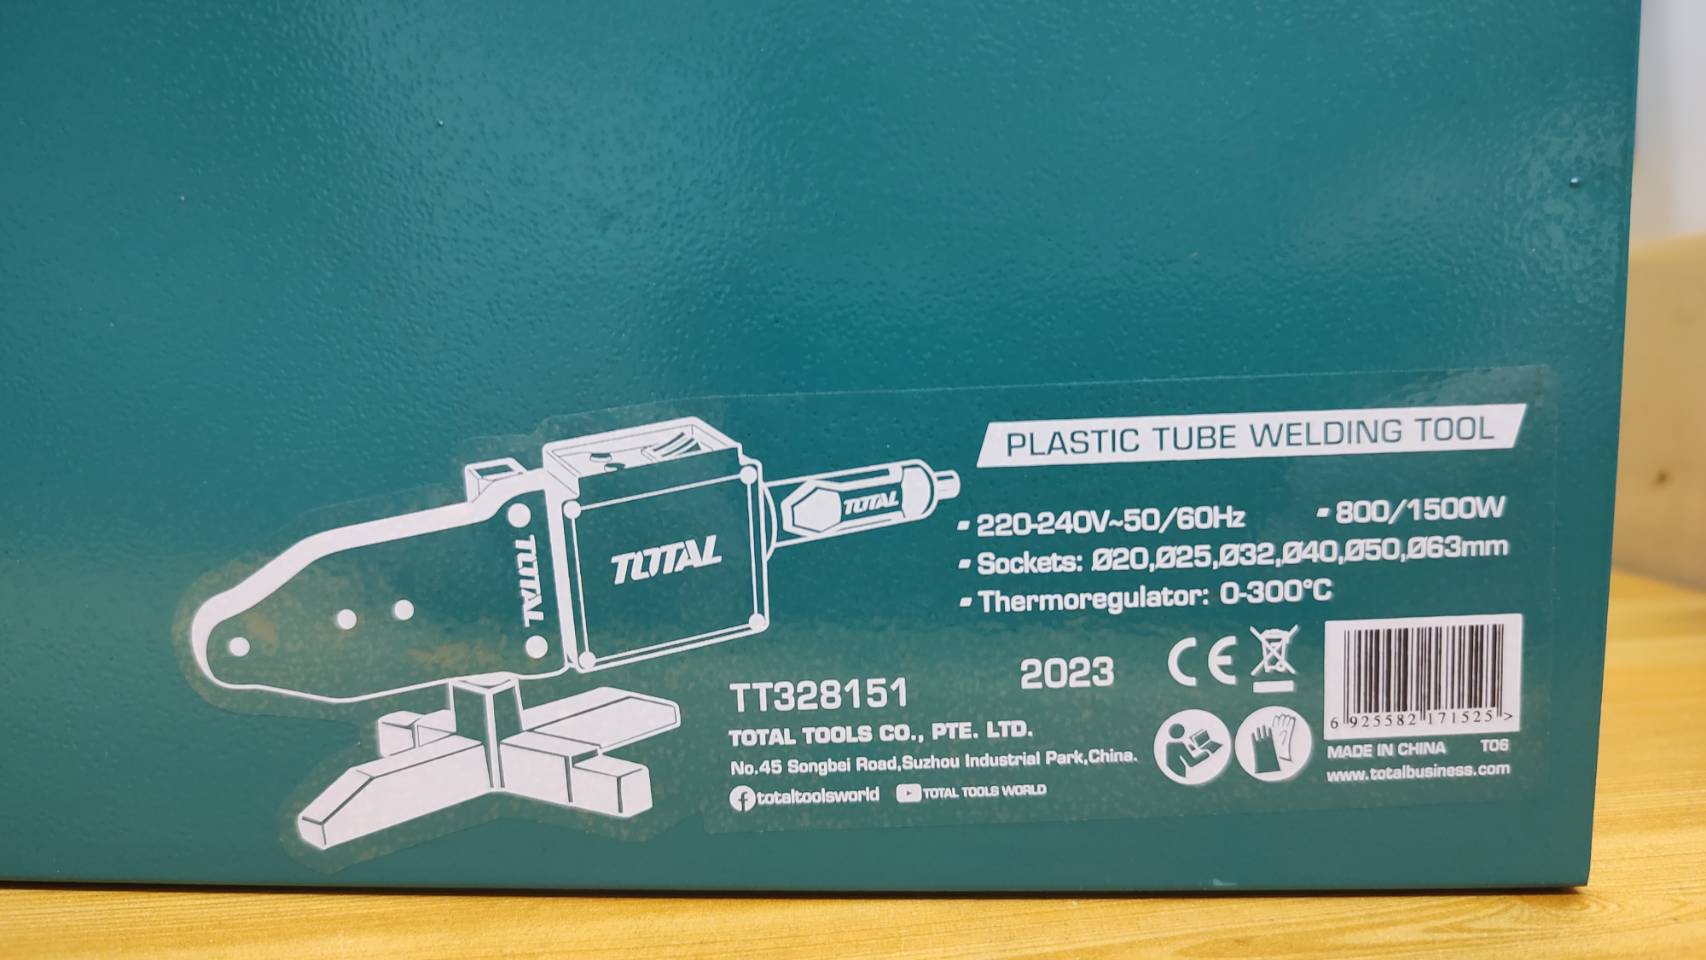 PLASTIC TUBE WELDING TOOL
TOTAL
TOTAL
TOTAL
220-240V~50/60Hz
800/1500W
Sockets: Ø20,Ø25,Ø32,Ø40,Ø50,Ø63mm
Thermoregulator: 0-300°C
TT328151
2023
CE
TOTAL TOOLS CO., PTE. LTD.
No.45 Songbei Road,Suzhou Industrial Park,China.
totaltoolsworld
TOTAL TOOLS WORLD
6 925582 171525 >
MADE IN CHINA T06
www.totalbusiness.com